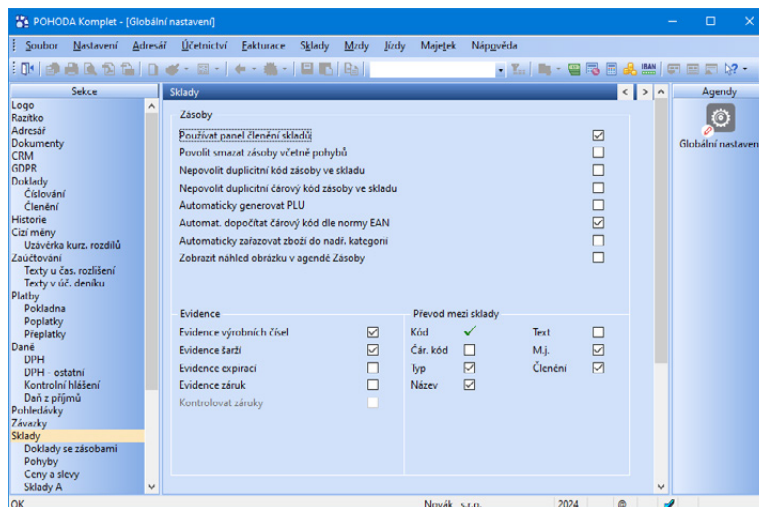 POHODA Komplet - [Globální nastavení]
Soubor Nastavení Adresář Účetnictví Fakturace Sklady Mzdy Jízdy Majetek Nápověda
IBAN
Sekce
Logo
Razítko
Adresář
Dokumenty
CRM
GDPR
Doklady
Číslování
Členění
Historie
Cizí měny
Uzávěrka kurz. rozdílů
Zaúčtování
Texty u čas. rozlišení
Texty v úč. deníku
Platby
Pokladna
Poplatky
Přeplatky
Daně
DPH
DPH - ostatní
Kontrolní hlášení
Daň z příjmů
Pohledávky
Závazky
Sklady
Doklady se zásobami
Pohyby
Ceny a slevy
Sklady A
Sklady
Zásoby
Používat panel členění skladů
Povolit smazat zásoby včetně pohybů
Nepovolit duplicitní kód zásoby ve skladu
Nepovolit duplicitní čárový kód zásoby ve skladu
Automaticky generovat PLU
Automat. dopočítat čárový kód dle normy EAN
Automaticky zařazovat zboží do nadř. kategorií
Zobrazit náhled obrázku v agendě Zásoby
Evidence
Evidence výrobních čísel
Evidence šarží
Evidence expirací
Evidence záruk
Kontrolovat záruky
Převod mezi sklady
Kód Text
Čár. kód M.j.
Typ Členění
Název
Agendy
Globální nastaven
OK Novák s.r.o. 2024 @